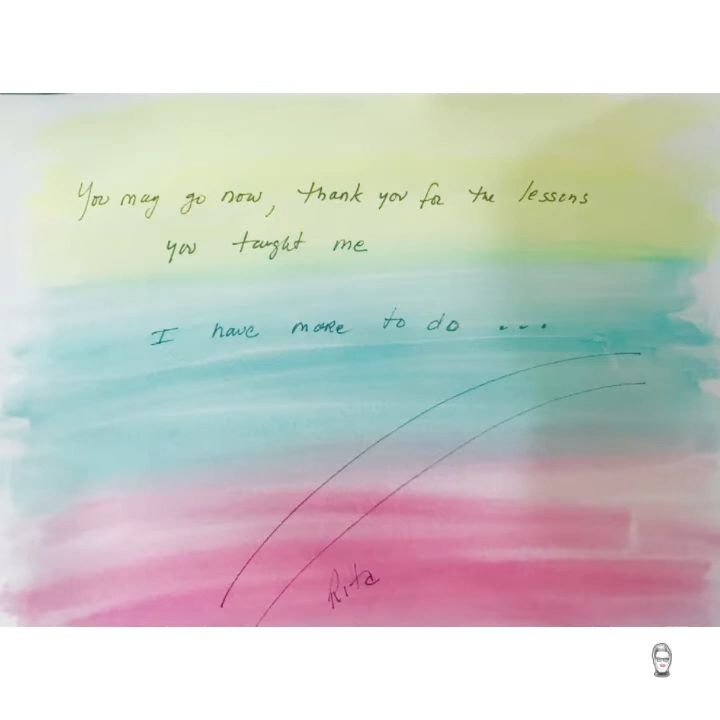 You may go now, thank you for the lessons
you taught me
I have more to do ...
Rita